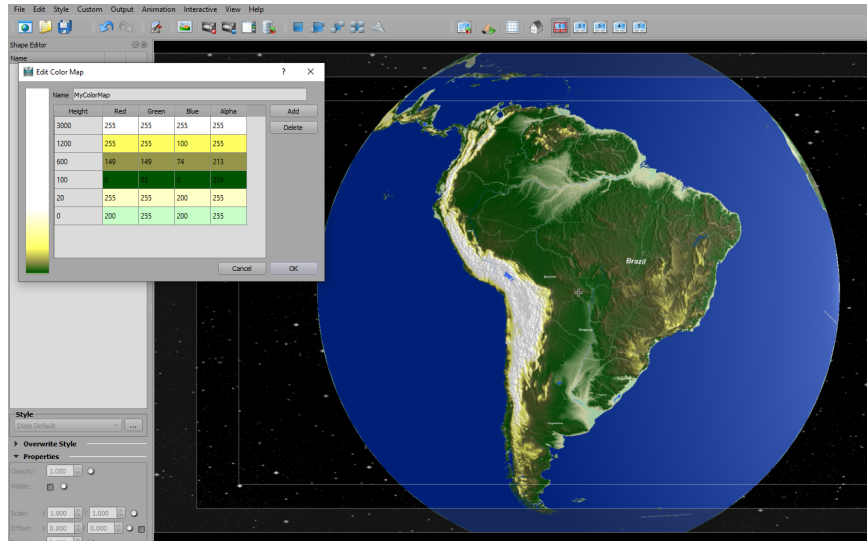 File Edit Style Custom Output Animation Interactive View Help
Shape Editor
Name
Edit Color Map ? X
Name MyColorMap
Height Red Green Blue Alpha Add
3000 255 255 255 255 Delete
1200 255 255 100 255
600 149 149 74 213
100 255
20 255 255 200 255
0 200 255 200 255
Cancel OK
Brazil
Style
State Default ...
Overwrite Style
Properties
Opacity: 1.000
Visible:
Scale: X 1.000 Y 1.000
Offset: X 0.000 Y 0.000